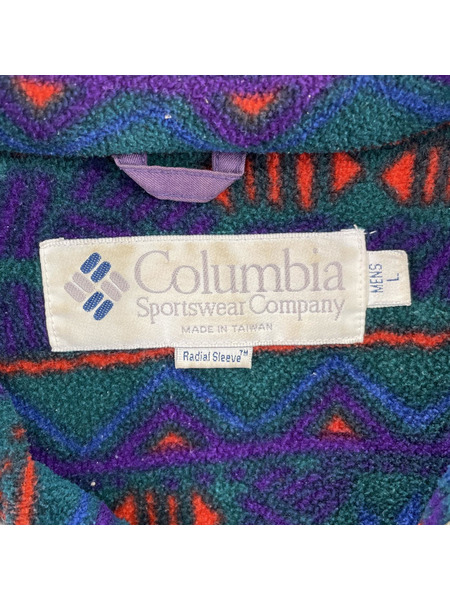 Columbia
Sportswear Company
MADE IN TAIWAN
Radial Sleeve™
MENS
L